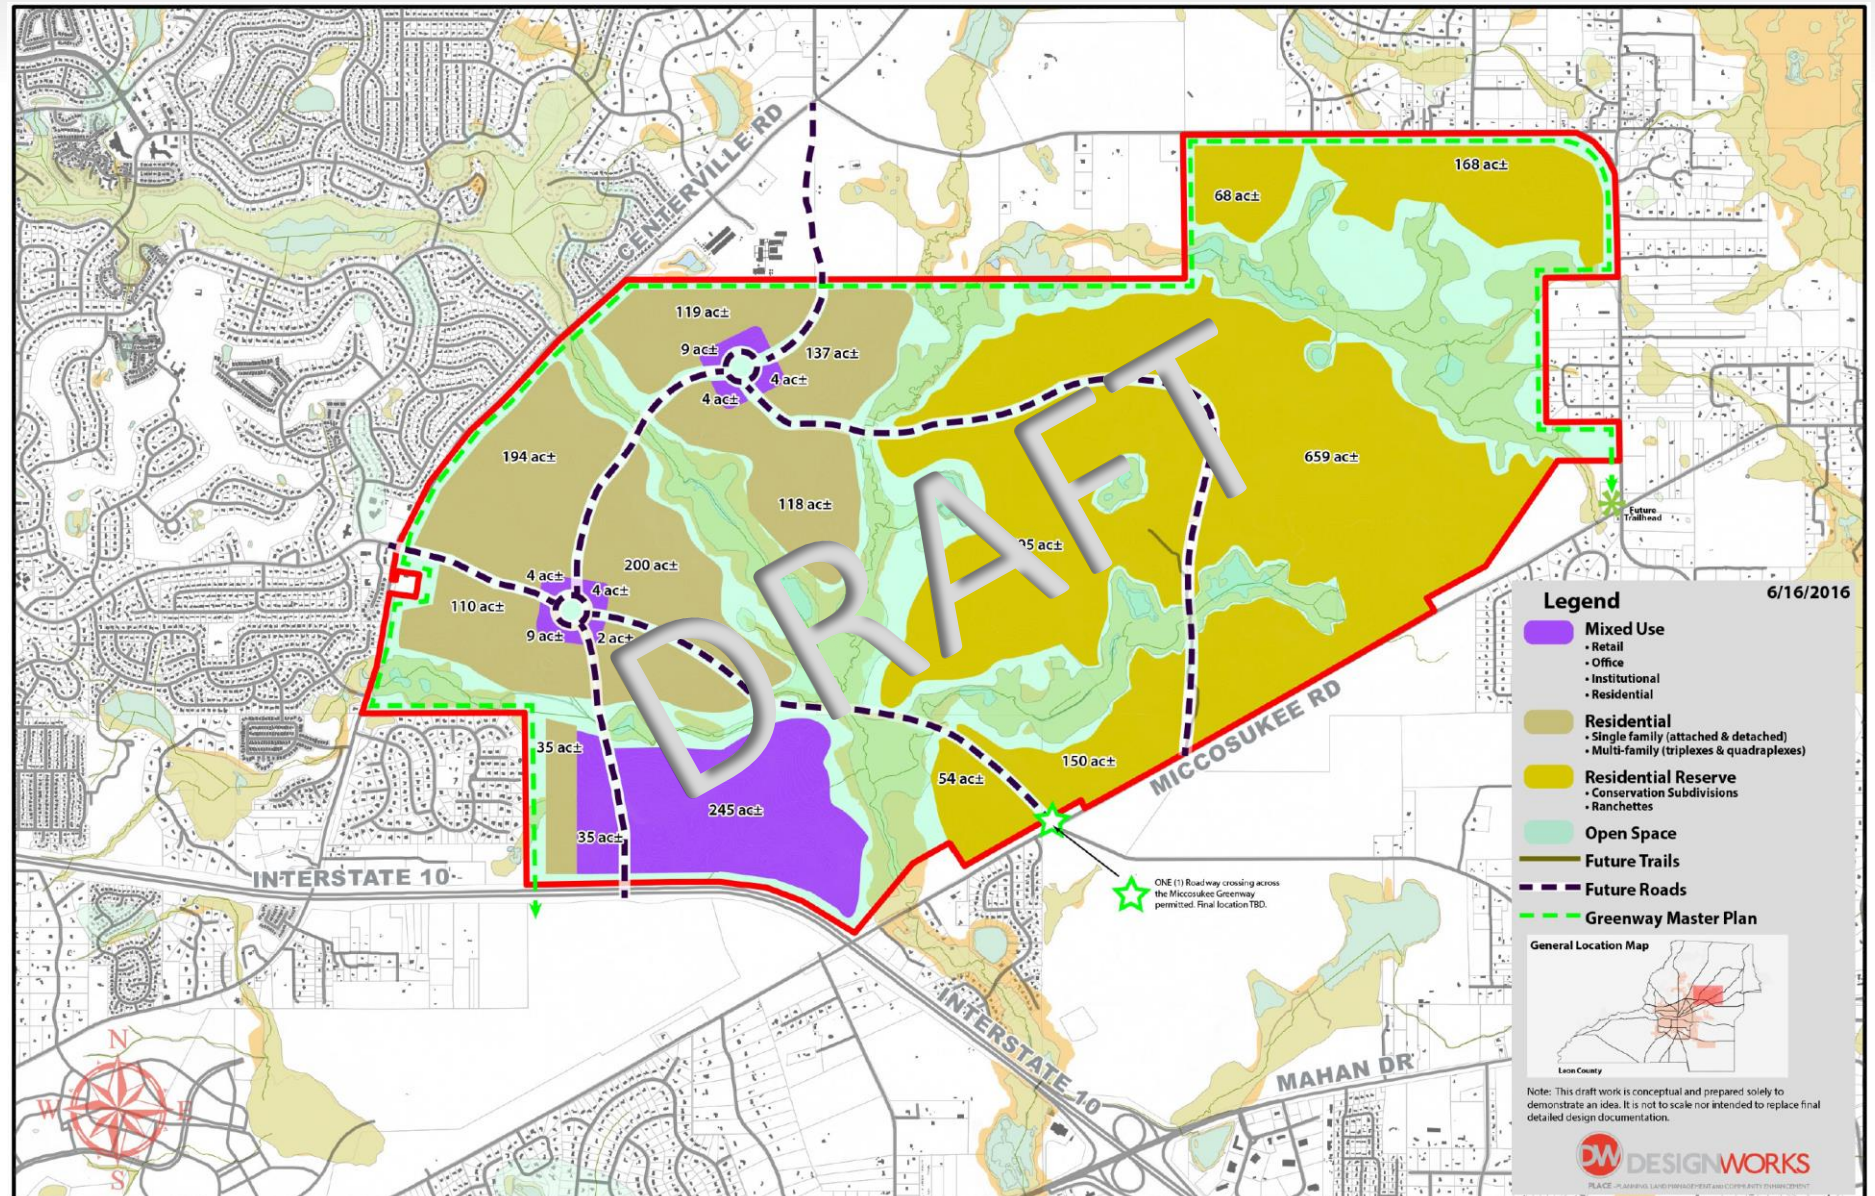 CENTERVILLE RD
168 ac±
68 ac±
119 ac±
9 ac±
137 ac±
4 ac±
4 ac±
194 ac±
659 ac±
118 ac±
Future
Trailhead
DRAFT
200 ac±
4 ac±
4 ac±
110 ac±
9 ac±
2 ac±
35 ac±
150 ac±
54 ac±
245 ac±
35 ac±
MICCOSUKEE RD
INTERSTATE 10
ONE (1) Roadway crossing across
the Miccosukee Greenway
permitted. Final location TBD.
INTERSTATE 10
MAHAN DR
N
W
E
S
6/16/2016
Legend
Mixed Use
• Retail
• Office
• Institutional
• Residential
Residential
• Single family (attached & detached)
• Multi-family (triplexes & quadraplexes)
Residential Reserve
• Conservation Subdivisions
• Ranchettes
Open Space
Future Trails
Future Roads
Greenway Master Plan
General Location Map
Leon County
Note: This draft work is conceptual and prepared solely to
demonstrate an idea. It is not to scale nor intended to replace final
detailed design documentation.
DW DESIGNWORKS
PLACE - PLANNING, LAND MANAGEMENT AND COMMUNITY ENHANCEMENT